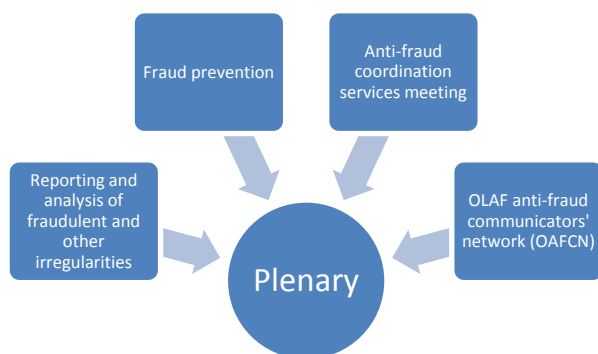 Fraud prevention
Anti-fraud
coordination
services meeting
Reporting and
analysis of
fraudulent and
other
irregularities
OLAF anti-fraud
communicators'
network (OAFCN)
Plenary